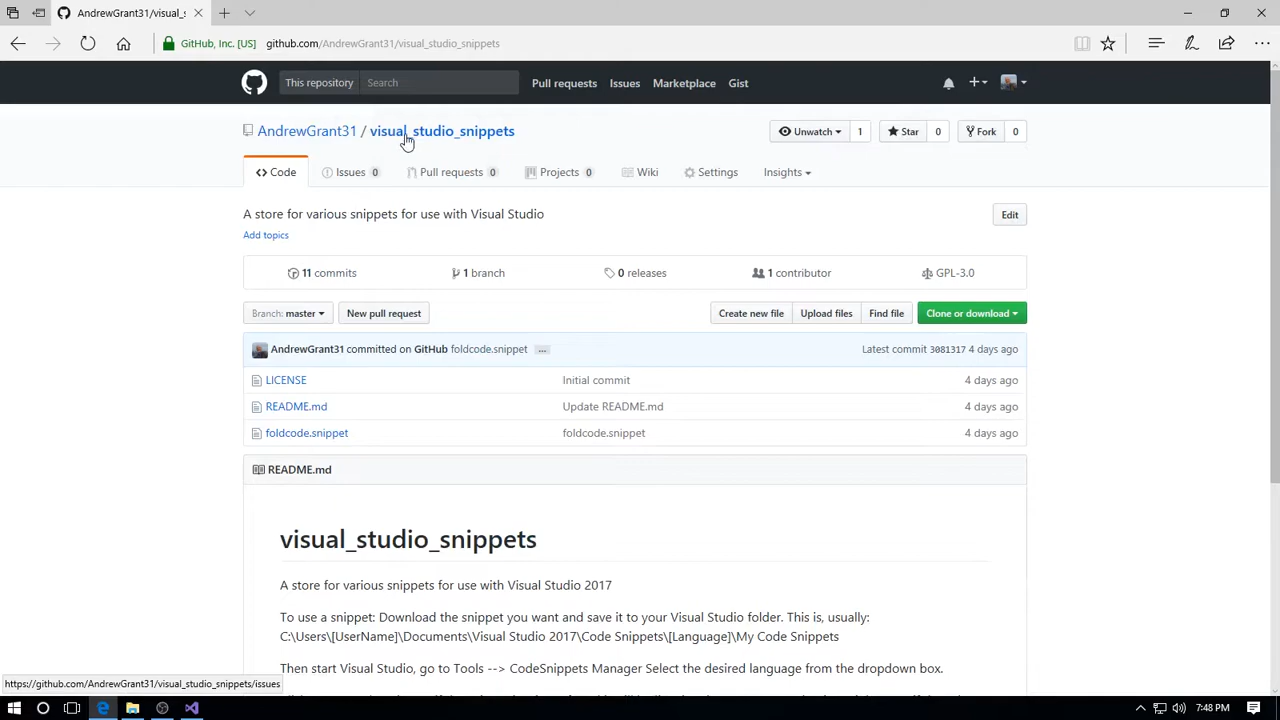 AndrewGrant31/visual_s
GitHub, Inc. [US] github.com/AndrewGrant31/visual_studio_snippets
This repository Search Pull requests Issues Marketplace Gist
AndrewGrant31 / visual_studio_snippets Unwatch 1 Star 0 Fork 0
Code Issues 0 Pull requests 0 Projects 0 Wiki Settings Insights
A store for various snippets for use with Visual Studio Edit
Add topics
11 commits 1 branch 0 releases 1 contributor GPL-3.0
Branch: master New pull request Create new file Upload files Find file Clone or download
AndrewGrant31 committed on GitHub foldcode.snippet ... Latest commit 3081317 4 days ago
LICENSE Initial commit 4 days ago
README.md Update README.md 4 days ago
foldcode.snippet foldcode.snippet 4 days ago
README.md
visual_studio_snippets
A store for various snippets for use with Visual Studio 2017
To use a snippet: Download the snippet you want and save it to your Visual Studio folder. This is, usually:
C:\Users\[UserName]\Documents\Visual Studio 2017\Code Snippets\[Language]\My Code Snippets
Then start Visual Studio, go to Tools --> CodeSnippets Manager Select the desired language from the dropdown box.
https://github.com/AndrewGrant31/visual_studio_snippets/issues
7:48 PM